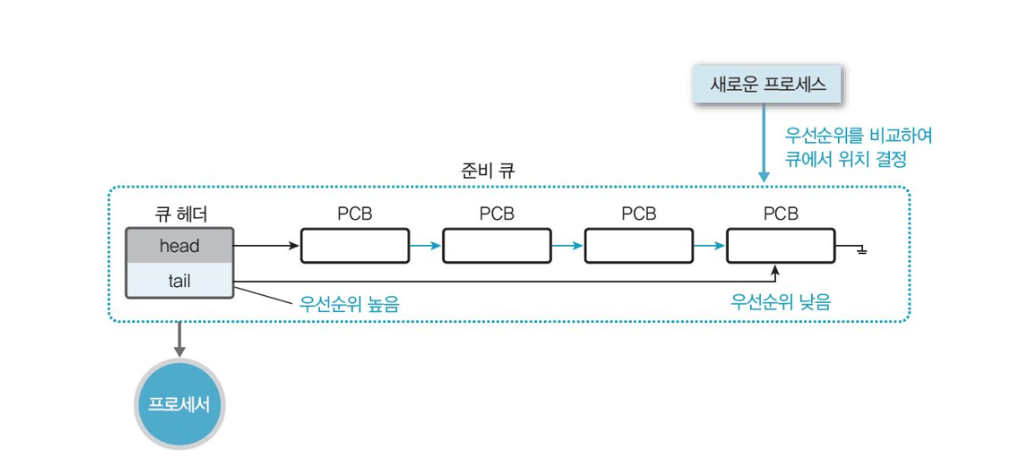 새로운 프로세스
우선순위를 비교하여
큐에서 위치 결정
준비 큐
큐 헤더
PCB
PCB
PCB
PCB
head
tail
우선순위 높음
우선순위 낮음
프로세서